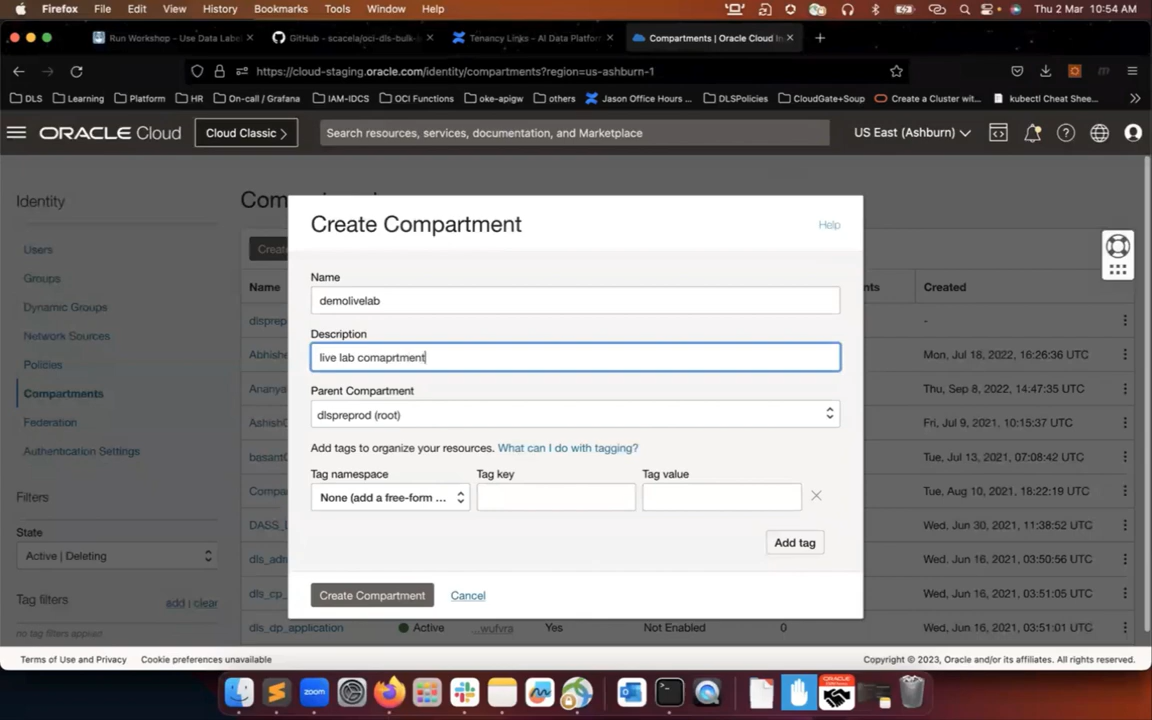 Firefox File Edit View History Bookmarks Tools Window Help Thu 2 Mar 10:54 AM
Run Workshop - Use Data Labe GitHub - scacela/oci-dls-bulk- Tenancy Links - AI Data Platfor Compartments | Oracle Cloud In
https://cloud-staging.oracle.com/identity/compartments?region=us-ashburn-1
DLS Learning Platform HR On-call / Grafana IAM-IDCS OCI Functions oke-apigw others Jason Office Hours ... DLSPolicies CloudGate+Soup Create a Cluster wit... kubectl Cheat Shee...
ORACLE Cloud Cloud Classic > Search resources, services, documentation, and Marketplace US East (Ashburn)
Identity
Users
Groups
Dynamic Groups
Network Sources
Policies
Compartments
Federation
Authentication Settings
Filters
State
Active | Deleting
Tag filters add | clear
no tag filters applied
Com
Crea
Name nts Created
dlsprep -
Abhishe Mon, Jul 18, 2022, 16:26:36 UTC
Ananya Thu, Sep 8, 2022, 14:47:35 UTC
AshishG Fri, Jul 9, 2021, 10:15:37 UTC
basant Tue, Jul 13, 2021, 07:08:42 UTC
Compa Tue, Aug 10, 2021, 18:22:19 UTC
DASS_ Wed, Jun 30, 2021, 11:38:52 UTC
dls_adm Wed, Jun 16, 2021, 03:50:56 UTC
dls_cp_ Wed, Jun 16, 2021, 03:51:05 UTC
dls_dp_application Active ...wufvra Yes Not Enabled 0 Wed, Jun 16, 2021, 03:51:01 UTC
Create Compartment Help
Name
demolivelab
Description
live lab comaprtment
Parent Compartment
dlspreprod (root)
Add tags to organize your resources. What can I do with tagging?
Tag namespace Tag key Tag value
None (add a free-form ...
Add tag
Create Compartment Cancel
Terms of Use and Privacy Cookie preferences unavailable Copyright © 2023, Oracle and/or its affiliates. All rights reserved.
zoom
ORACLE